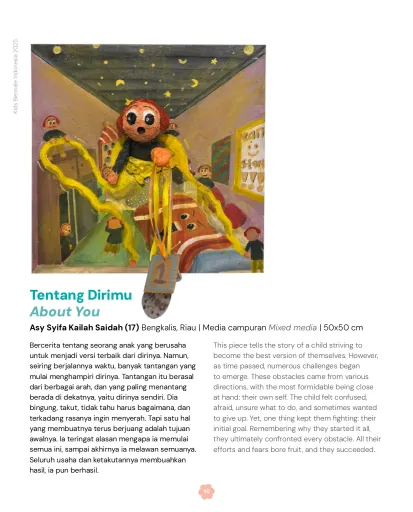 Kids Biennale Indonesia 2025
1
Tentang Dirimu
About You
Asy Syifa Kailah Saidah (17) Bengkalis, Riau | Media campuran Mixed media | 50x50 cm
Bercerita tentang seorang anak yang berusaha
untuk menjadi versi terbaik dari dirinya. Namun,
seiring berjalannya waktu, banyak tantangan yang
mulai menghampiri dirinya. Tantangan itu berasal
dari berbagai arah, dan yang paling menantang
berada di dekatnya, yaitu dirinya sendiri. Dia
bingung, takut, tidak tahu harus bagaimana, dan
terkadang rasanya ingin menyerah. Tapi satu hal
yang membuatnya terus berjuang adalah tujuan
awalnya. Ia teringat alasan mengapa ia memulai
semua ini, sampai akhirnya ia melawan semuanya.
Seluruh usaha dan ketakutannya membuahkan
hasil, ia pun berhasil.
This piece tells the story of a child striving to
become the best version of themselves. However,
as time passed, numerous challenges began
to emerge. These obstacles came from various
directions, with the most formidable being close
at hand: their own self. The child felt confused,
afraid, unsure what to do, and sometimes wanted
to give up. Yet, one thing kept them fighting: their
initial goal. Remembering why they started it all,
they ultimately confronted every obstacle. All their
efforts and fears bore fruit, and they succeeded.